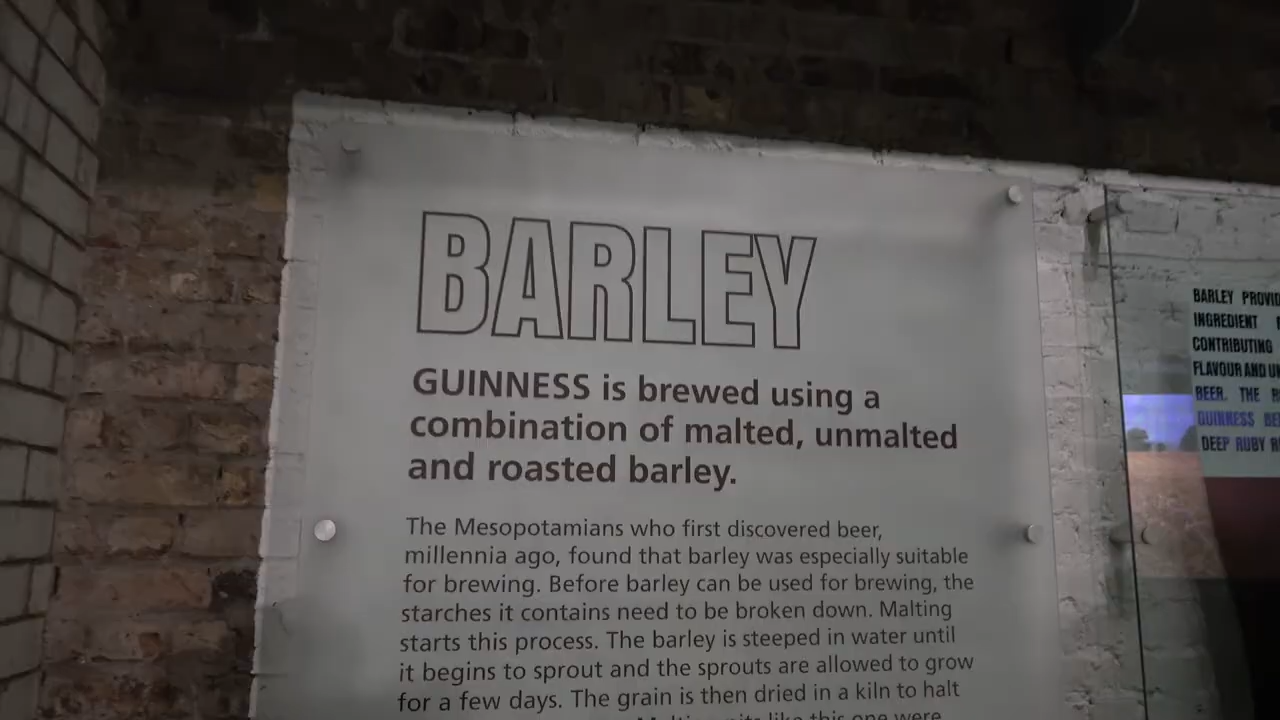 BARLEY
GUINNESS is brewed using a
combination of malted, unmalted
and roasted barley.
The Mesopotamians who first discovered beer,
millennia ago, found that barley was especially suitable
for brewing. Before barley can be used for brewing, the
starches it contains need to be broken down. Malting
starts this process. The barley is steeped in water until
it begins to sprout and the sprouts are allowed to grow
for a few days. The grain is then dried in a kiln to halt
like this one were
BARLEY
INGREDIENT
CONTRIBUTING
FLAVOUR AND
BEER. THE
GUINNESS
DEEP RUBY